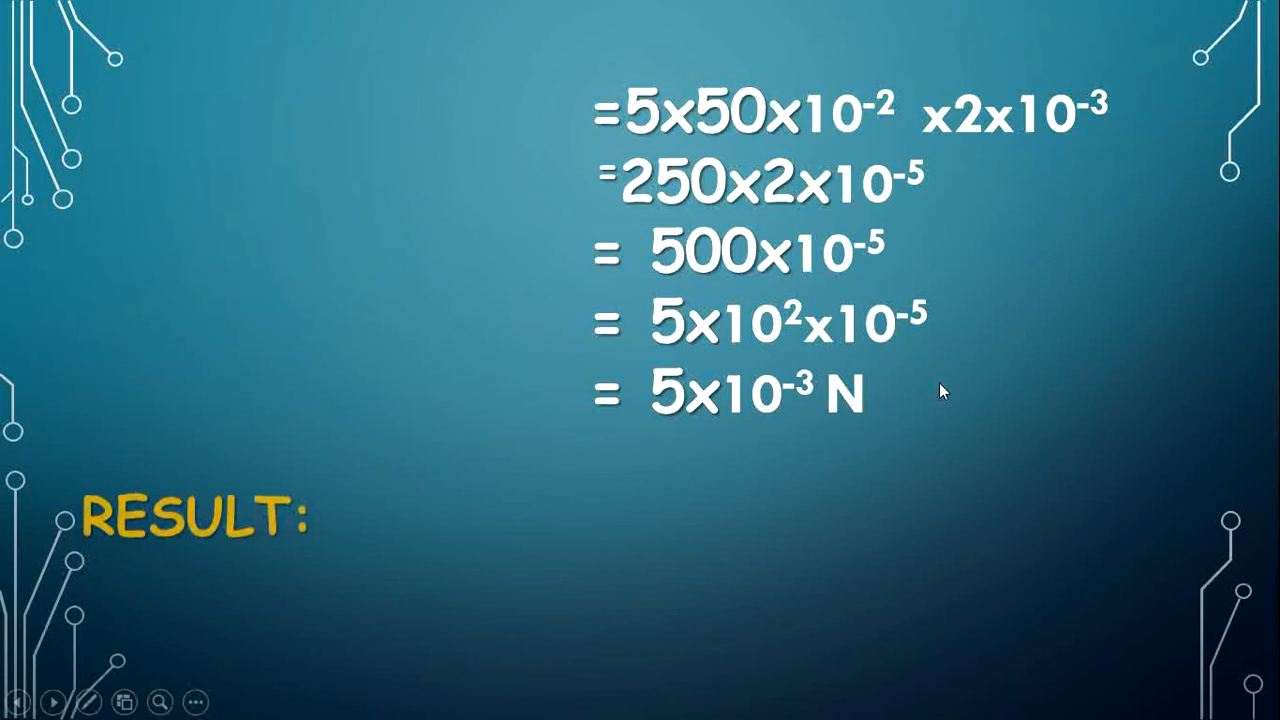 =5x50x10⁻² x2x10⁻³
=250x2x10⁻⁵
= 500x10⁻⁵
= 5x10²x10⁻⁵
= 5x10⁻³ N
RESULT: